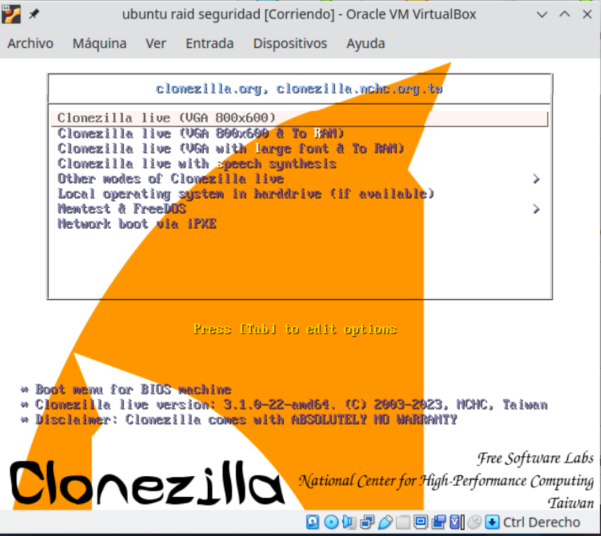 ubuntu raid seguridad [Corriendo] - Oracle VM VirtualBox
Archivo Máquina Ver Entrada Dispositivos Ayuda
clonezilla.org, clonezilla.nchc.org.tw
Clonezilla live (VGA 800x600)
Clonezilla live (VGA 800x600 & To RAM)
Clonezilla live (VGA with large font & To RAM)
Clonezilla live with speech synthesis
Other modes of Clonezilla live >
Local operating system in harddrive (if available)
Memtest & FreeDOS >
Network boot via iPXE
Press [Tab] to edit options
* Boot menu for BIOS machine
* Clonezilla live version: 3.1.0-22-amd64. (C) 2003-2023, NCHC, Taiwan
* Disclaimer: Clonezilla comes with ABSOLUTELY NO WARRANTY
Free Software Labs
Clonezilla National Center for High-Performance Computing
Taiwan
Ctrl Derecho